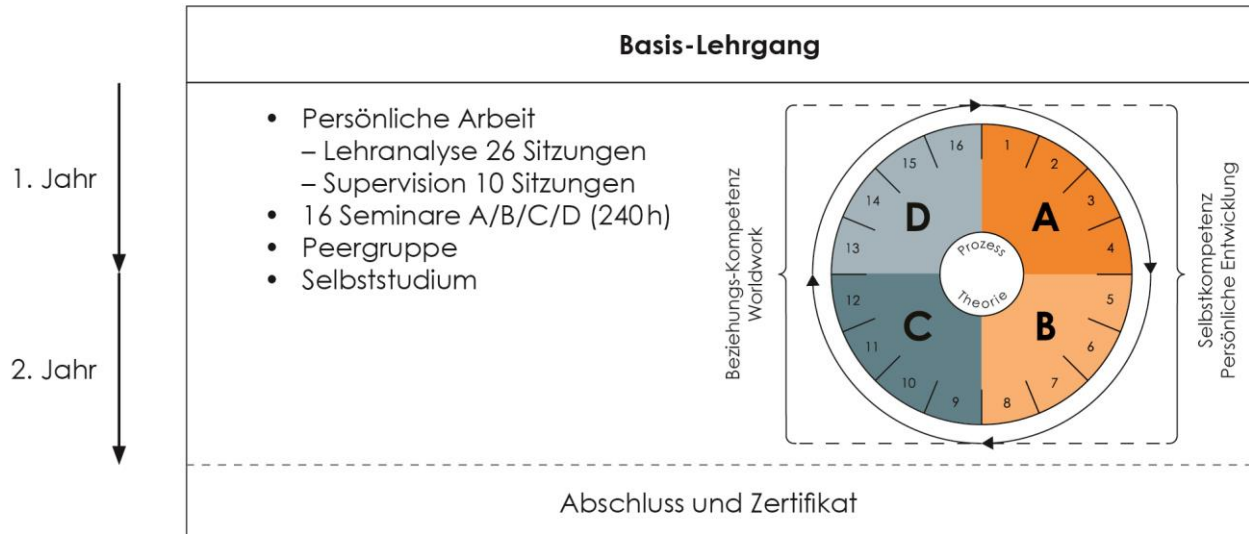 Basis-Lehrgang
1. Jahr
2. Jahr
• Persönliche Arbeit
– Lehranalyse 26 Sitzungen
– Supervision 10 Sitzungen
• 16 Seminare A/B/C/D (240 h)
• Peergruppe
• Selbststudium
Beziehungs-Kompetenz
Worldwork
A
1
2
3
4
B
5
6
7
8
C
9
10
11
12
D
13
14
15
16
Prozess
Theorie
Selbstkompetenz
Persönliche Entwicklung
Abschluss und Zertifikat